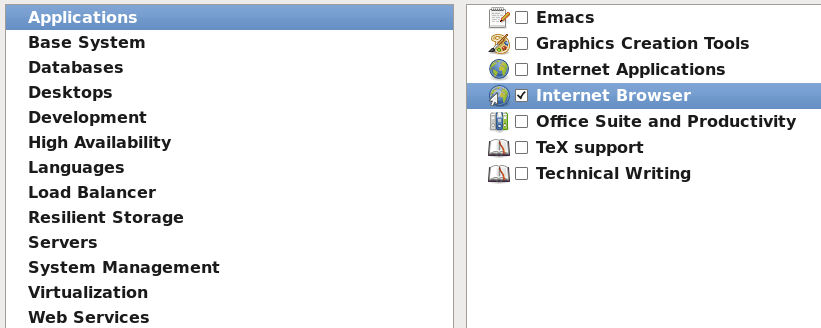 Applications
Base System
Databases
Desktops
Development
High Availability
Languages
Load Balancer
Resilient Storage
Servers
System Management
Virtualization
Web Services
Emacs
Graphics Creation Tools
Internet Applications
Internet Browser
Office Suite and Productivity
TeX support
Technical Writing